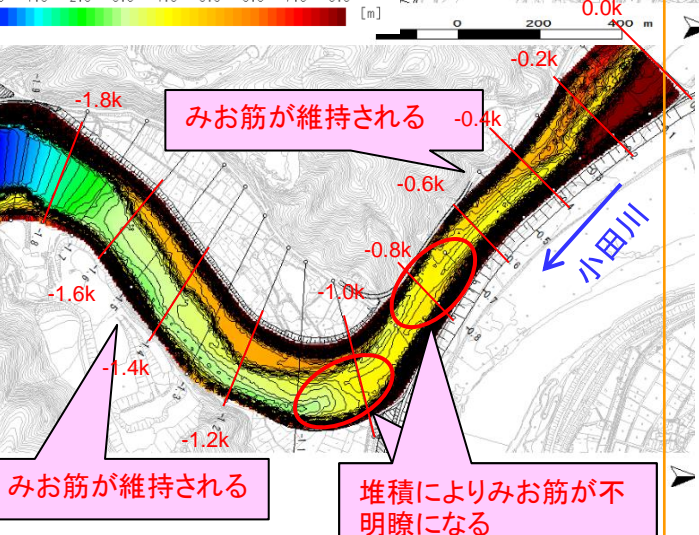 [m]
0 200 400 m
0.0k
-0.2k
-1.8k
みお筋が維持される
-0.4k
-0.6k
小田川
-0.8k
-1.0k
-1.6k
-1.4k
-1.2k
みお筋が維持される
堆積によりみお筋が不
明瞭になる